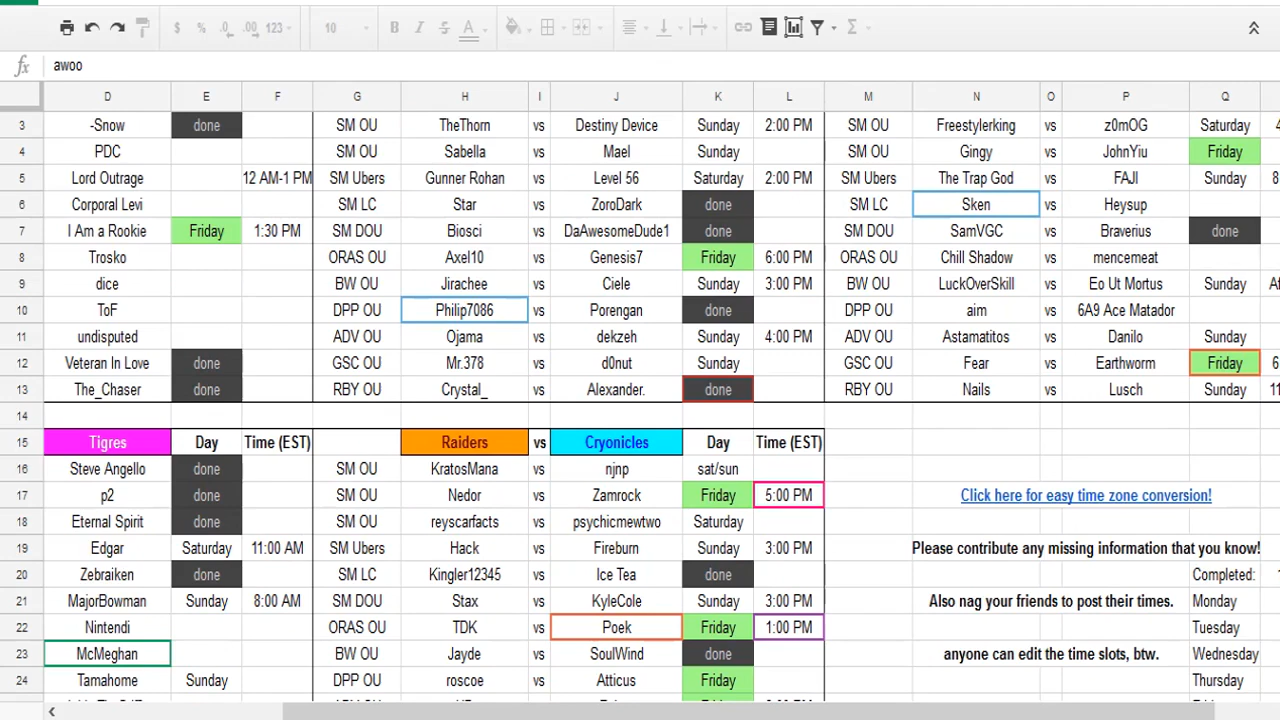 $ % .0 .00 123 10 B I S A Σ
fx awoo
D E F G H I J K L M N O P Q
3 -Snow done SM OU TheThorn vs Destiny Device Sunday 2:00 PM SM OU Freestylerking vs z0mOG Saturday
4 PDC SM OU Sabella vs Mael Sunday SM OU Gingy vs JohnYiu Friday
5 Lord Outrage 12 AM-1 PM SM Ubers Gunner Rohan vs Level 56 Saturday 2:00 PM SM Ubers The Trap God vs FAJI Sunday 8
6 Corporal Levi SM LC Star vs ZoroDark done SM LC Sken vs Heysup
7 I Am a Rookie Friday 1:30 PM SM DOU Biosci vs DaAwesomeDude1 done SM DOU SamVGC vs Braverius done
8 Trosko ORAS OU Axel10 vs Genesis7 Friday 6:00 PM ORAS OU Chill Shadow vs mencemeat
9 dice BW OU Jirachee vs Ciele Sunday 3:00 PM BW OU LuckOverSkill vs Eo Ut Mortus Sunday
10 ToF DPP OU Philip7086 vs Porengan done DPP OU aim vs 6A9 Ace Matador
11 undisputed ADV OU Ojama vs dekzeh Sunday 4:00 PM ADV OU Astamatitos vs Danilo Sunday
12 Veteran In Love done GSC OU Mr.378 vs d0nut Sunday GSC OU Fear vs Earthworm Friday 6
13 The_Chaser done RBY OU Crystal_ vs Alexander. done RBY OU Nails vs Lusch Sunday 11
14
15 Tigres Day Time (EST) Raiders vs Cryonicles Day Time (EST)
16 Steve Angello done SM OU KratosMana vs njnp sat/sun
17 p2 done SM OU Nedor vs Zamrock Friday 5:00 PM Click here for easy time zone conversion!
18 Eternal Spirit done SM OU reyscarfacts vs psychicmewtwo Saturday
19 Edgar Saturday 11:00 AM SM Ubers Hack vs Fireburn Sunday 3:00 PM Please contribute any missing information that you know!
20 Zebraiken done SM LC Kingler12345 vs Ice Tea done Completed:
21 MajorBowman Sunday 8:00 AM SM DOU Stax vs KyleCole Sunday 3:00 PM Also nag your friends to post their times. Monday
22 Nintendi ORAS OU TDK vs Poek Friday 1:00 PM Tuesday
23 McMeghan BW OU Jayde vs SoulWind done anyone can edit the time slots, btw. Wednesday
24 Tamahome Sunday DPP OU roscoe vs Atticus Friday Thursday